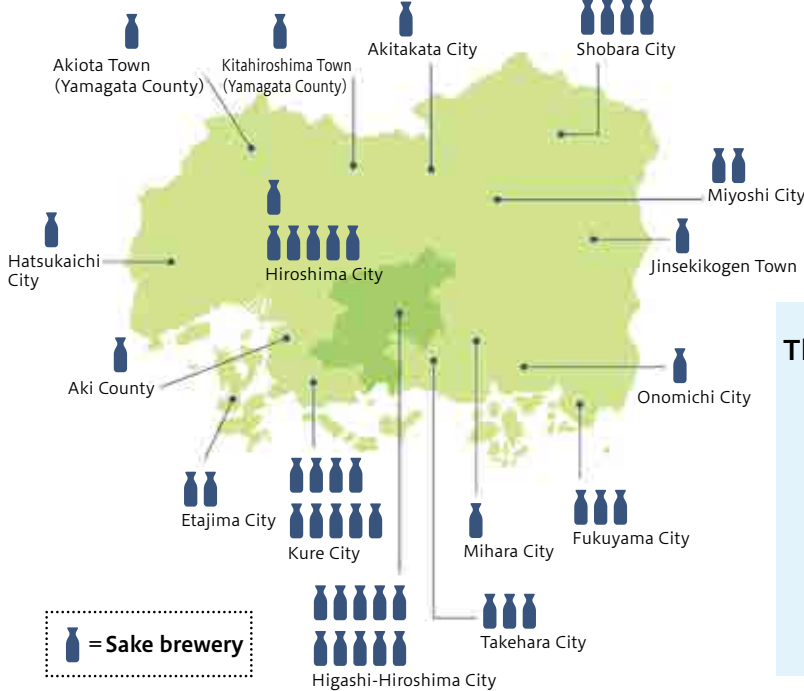 Akiota Town
(Yamagata County)
Kitahiroshima Town
(Yamagata County)
Akitakata City
Shobara City
Miyoshi City
Hatsukaichi
City
Hiroshima City
Jinsekikogen Town
Aki County
Onomichi City
Etajima City
Kure City
Mihara City
Fukuyama City
Takehara City
Higashi-Hiroshima City
= Sake brewery